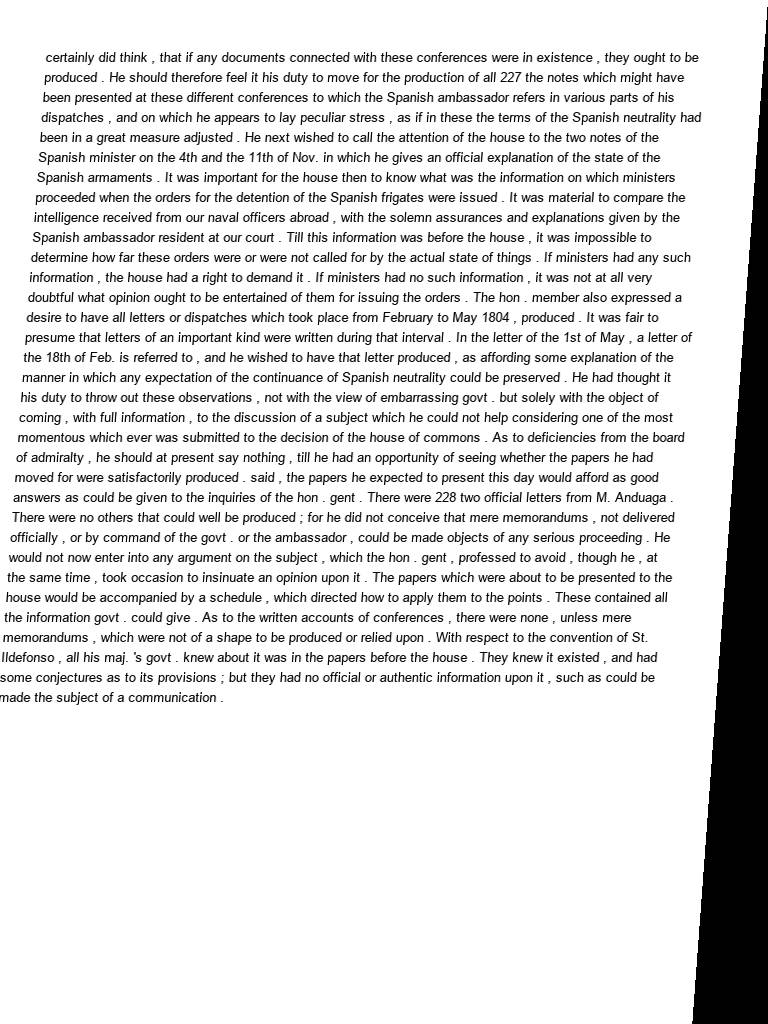 certainly did think , that if any documents connected with these conferences were in existence , they ought to be
produced . He should therefore feel it his duty to move for the production of all 227 the notes which might have
been presented at these different conferences to which the Spanish ambassador refers in various parts of his
dispatches , and on which he appears to lay peculiar stress , as if in these the terms of the Spanish neutrality had
been in a great measure adjusted . He next wished to call the attention of the house to the two notes of the
Spanish minister on the 4th and the 11th of Nov. in which he gives an official explanation of the state of the
Spanish armaments . It was important for the house then to know what was the information on which ministers
proceeded when the orders for the detention of the Spanish frigates were issued . It was material to compare the
intelligence received from our naval officers abroad , with the solemn assurances and explanations given by the
Spanish ambassador resident at our court . Till this information was before the house , it was impossible to
determine how far these orders were or were not called for by the actual state of things . If ministers had any such
information , the house had a right to demand it . If ministers had no such information , it was not at all very
doubtful what opinion ought to be entertained of them for issuing the orders . The hon . member also expressed a
desire to have all letters or dispatches which took place from February to May 1804 , produced . It was fair to
presume that letters of an important kind were written during that interval . In the letter of the 1st of May , a letter of
the 18th of Feb. is referred to , and he wished to have that letter produced , as affording some explanation of the
manner in which any expectation of the continuance of Spanish neutrality could be preserved . He had thought it
his duty to throw out these observations , not with the view of embarrassing govt . but solely with the object of
coming , with full information , to the discussion of a subject which he could not help considering one of the most
momentous which ever was submitted to the decision of the house of commons . As to deficiencies from the board
of admiralty , he should at present say nothing , till he had an opportunity of seeing whether the papers he had
moved for were satisfactorily produced . said , the papers he expected to present this day would afford as good
answers as could be given to the inquiries of the hon . gent . There were 228 two official letters from M. Anduaga .
There were no others that could well be produced ; for he did not conceive that mere memorandums , not delivered
officially , or by command of the govt . or the ambassador , could be made objects of any serious proceeding . He
would not now enter into any argument on the subject , which the hon . gent , professed to avoid , though he , at
the same time , took occasion to insinuate an opinion upon it . The papers which were about to be presented to the
house would be accompanied by a schedule , which directed how to apply them to the points . These contained all
the information govt . could give . As to the written accounts of conferences , there were none , unless mere
memorandums , which were not of a shape to be produced or relied upon . With respect to the convention of St.
Ildefonso , all his maj. 's govt . knew about it was in the papers before the house . They knew it existed , and had
some conjectures as to its provisions ; but they had no official or authentic information upon it , such as could be
made the subject of a communication .